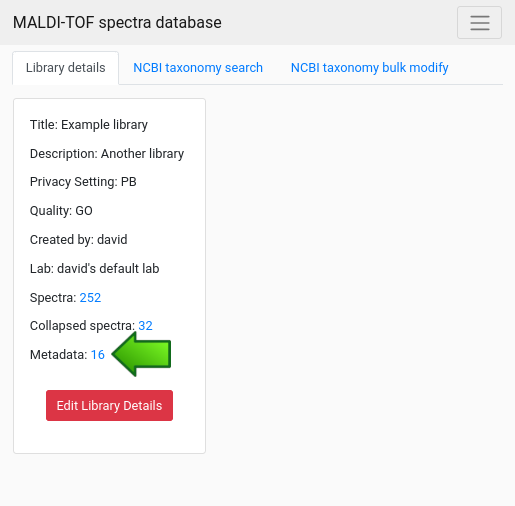 MALDI-TOF spectra database
Library details
NCBI taxonomy search
NCBI taxonomy bulk modify
Title: Example library
Description: Another library
Privacy Setting: PB
Quality: GO
Created by: david
Lab: david's default lab
Spectra: 252
Collapsed spectra: 32
Metadata: 16
Edit Library Details